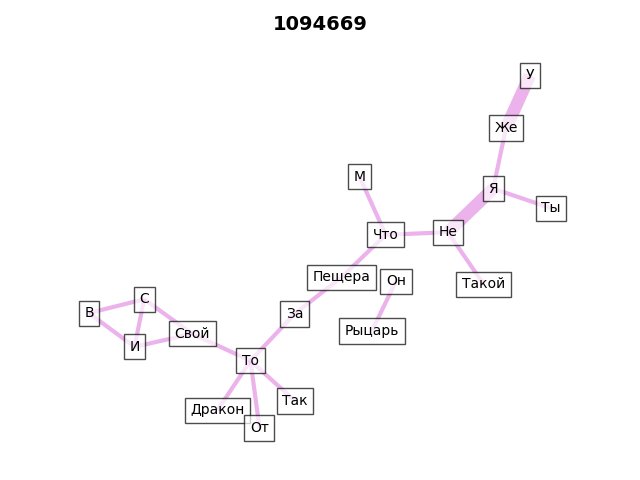 1094669
У
Же
М
Я
Ты
Что
Не
Пещера
Он
Такой
С
В
За
Рыцарь
Свой
И
То
Так
Дракон
От